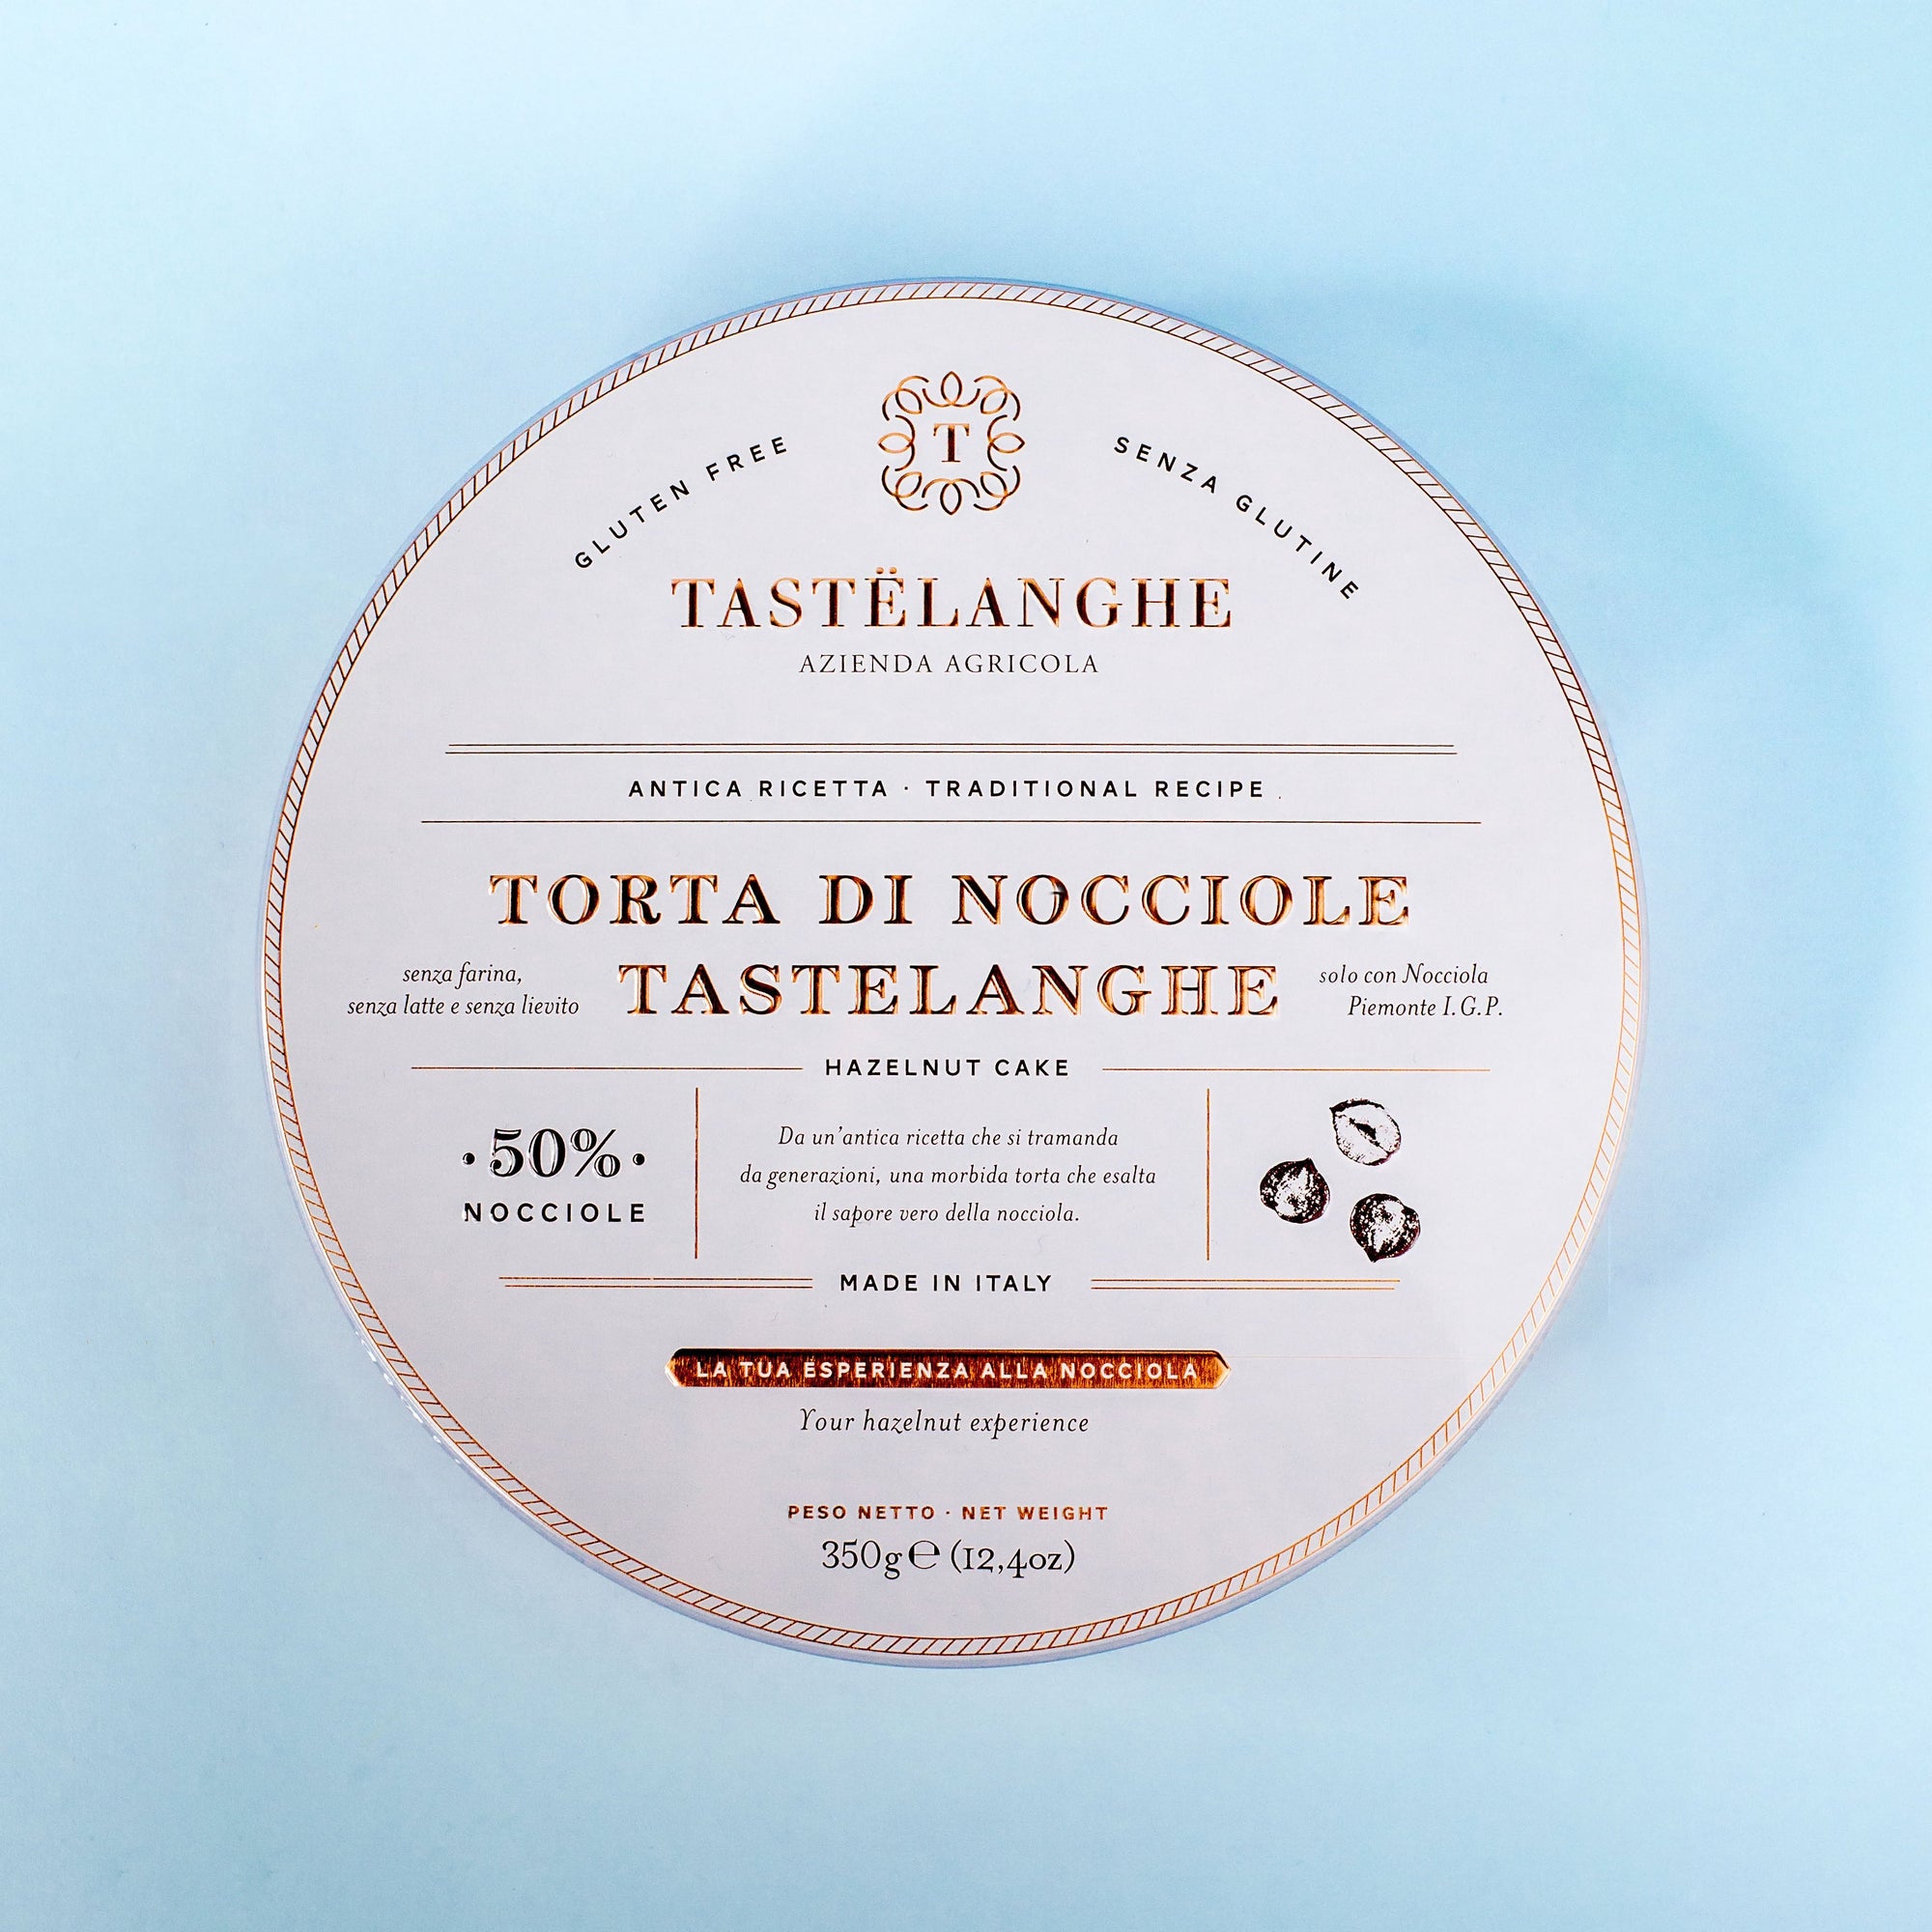 T
GLUTEN FREE
SENZA GLUTINE
TASTËLANGHE
AZIENDA AGRICOLA
ANTICA RICETTA · TRADITIONAL RECIPE
TORTA DI NOCCIOLE
TASTELANGHE
senza farina,
senza latte e senza lievito
solo con Nocciola
Piemonte I.G.P.
HAZELNUT CAKE
·50%·
NOCCIOLE
Da un'antica ricetta che si tramanda
da generazioni, una morbida torta che esalta
il sapore vero della nocciola.
MADE IN ITALY
LA TUA ESPERIENZA ALLA NOCCIOLA
Your hazelnut experience
PESO NETTO · NET WEIGHT
350g℮ (12,4oz)